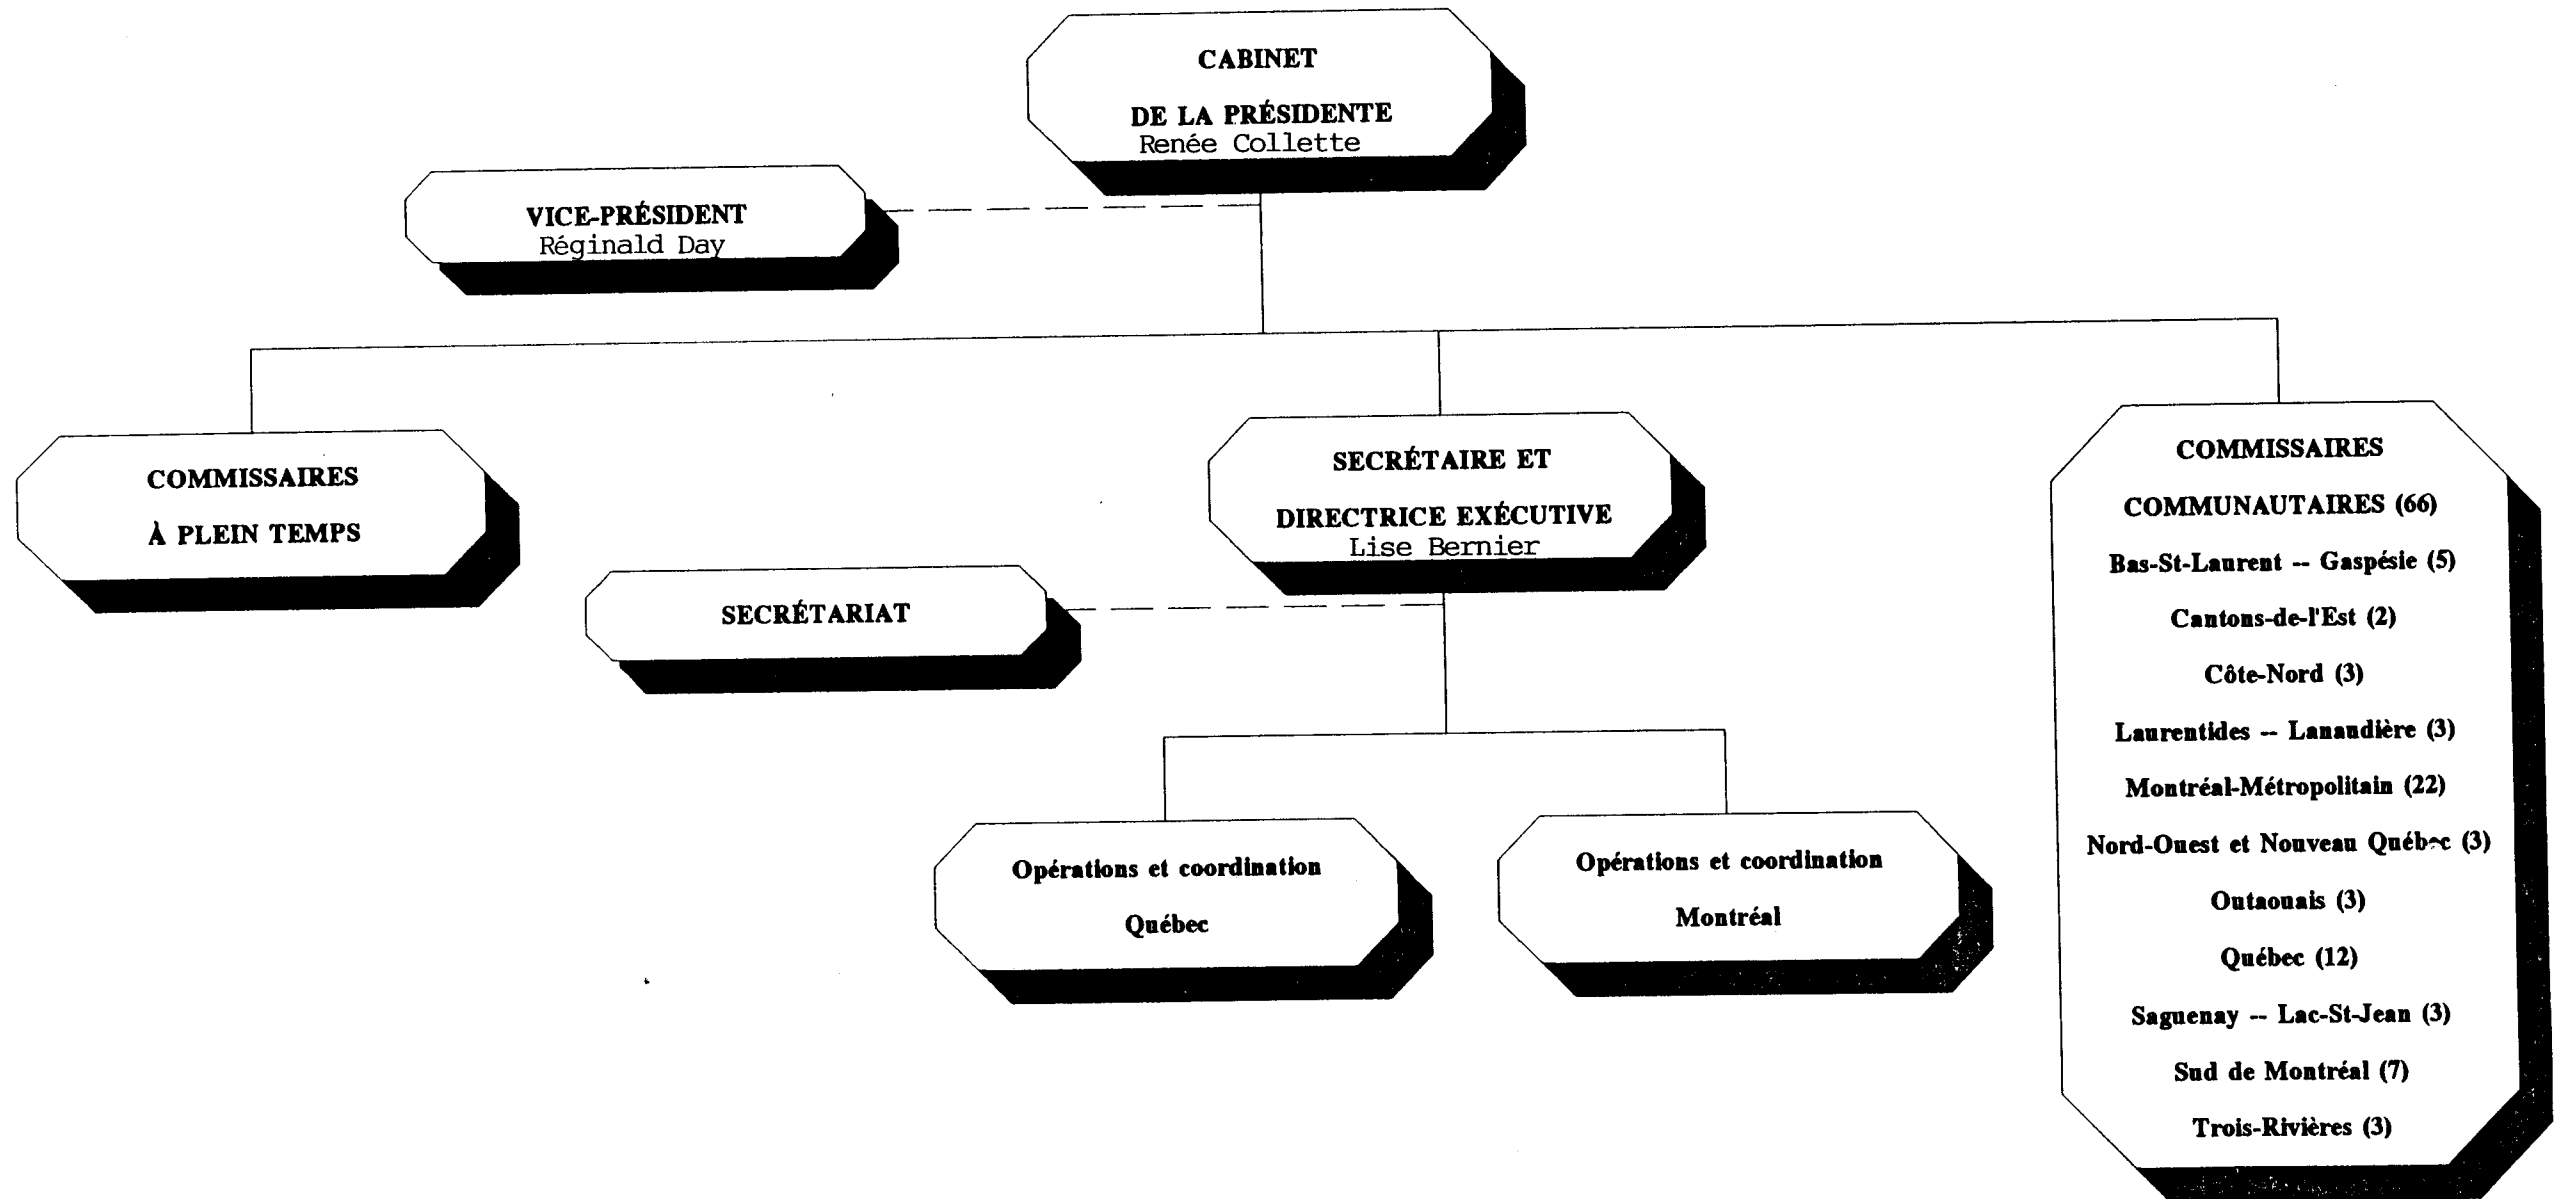 CABINET
DE LA PRÉSIDENTE
Renée Collette
VICE-PRÉSIDENT
Réginald Day
COMMISSAIRES
À PLEIN TEMPS
SECRÉTAIRE ET
DIRECTRICE EXÉCUTIVE
Lise Bernier
SECRÉTARIAT
Opérations et coordination
Québec
Opérations et coordination
Montréal
COMMISSAIRES
COMMUNAUTAIRES (66)
Bas-St-Laurent -- Gaspésie (5)
Cantons-de-l'Est (2)
Côte-Nord (3)
Laurentides -- Lanaudière (3)
Montréal-Métropolitain (22)
Nord-Ouest et Nouveau Québec (3)
Outaouais (3)
Québec (12)
Saguenay -- Lac-St-Jean (3)
Sud de Montréal (7)
Trois-Rivières (3)